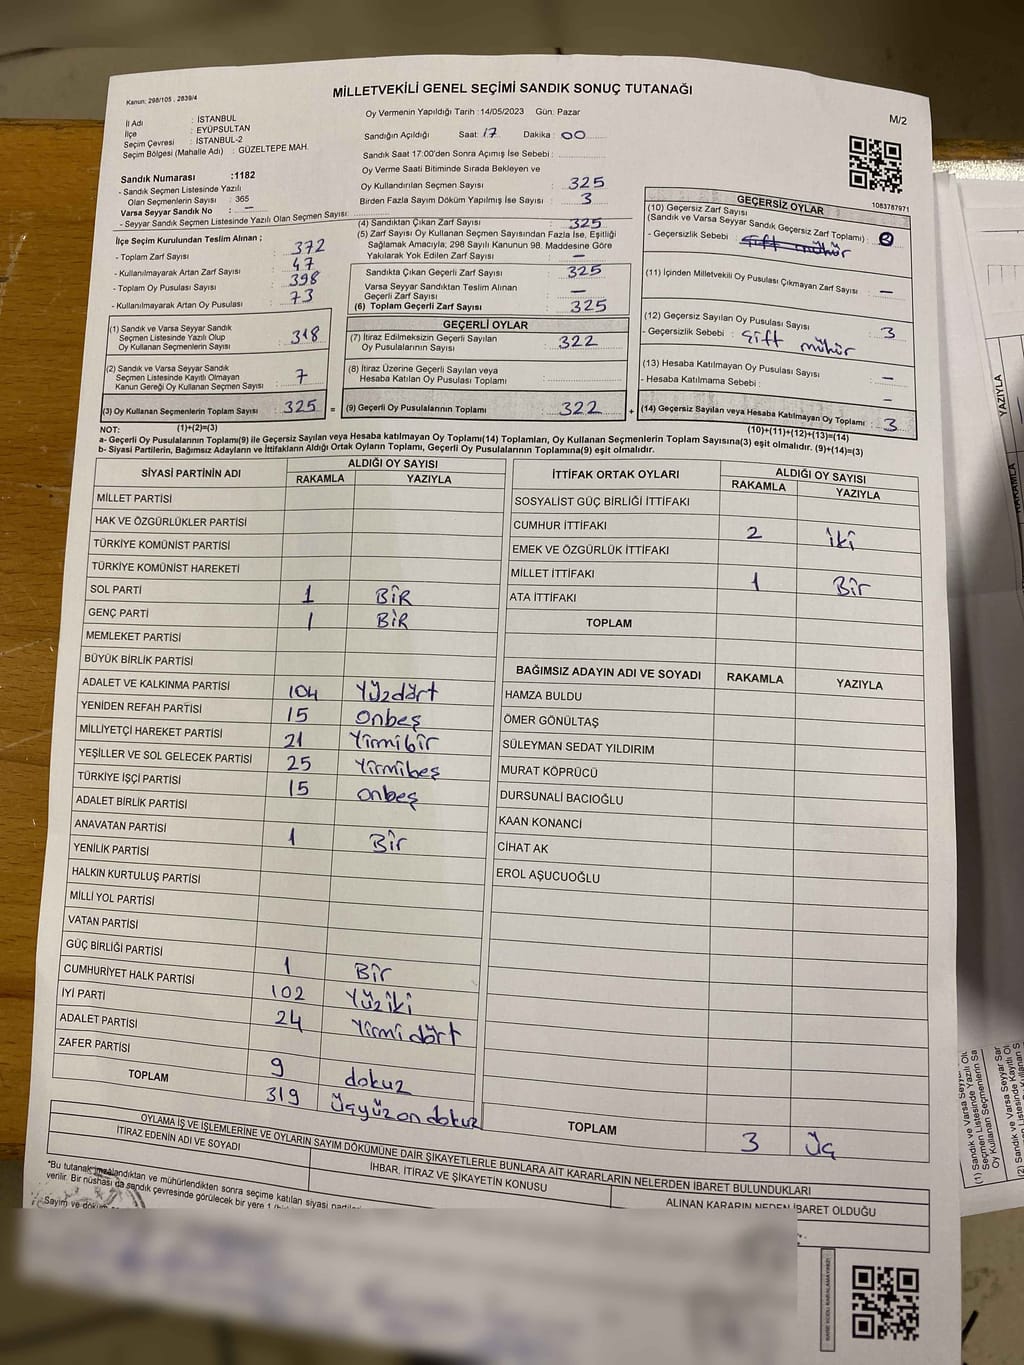 MİLLETVEKİLİ GENEL SEÇİMİ SANDIK SONUÇ TUTANAĞI
Kanun: 298/105 , 2839/4
M/2
İl Adı : İSTANBUL
İlçe : EYÜPSULTAN
Seçim Çevresi : İSTANBUL-2
Seçim Bölgesi (Mahalle Adı) : GÜZELTEPE MAH.
Sandık Numarası :1182
- Sandık Seçmen Listesinde Yazılı
Olan Seçmenlerin Sayısı : 365
Varsa Seyyar Sandık No : —
- Seyyar Sandık Seçmen Listesinde Yazılı Olan Seçmen Sayısı:
Oy Vermenin Yapıldığı Tarih : 14/05/2023 Gün: Pazar
Sandığın Açıldığı Saat: 17 Dakika: 00
Sandık Saat 17:00'den Sonra Açımış İse Sebebi :
Oy Verme Saati Bitiminde Sırada Bekleyen ve
Oy Kullandırılan Seçmen Sayısı : 325
Birden Fazla Sayım Döküm Yapılmış İse Sayısı : 3
İlçe Seçim Kurulundan Teslim Alınan ;
- Toplam Zarf Sayısı : 372
- Kullanılmayarak Artan Zarf Sayısı : 47
- Toplam Oy Pusulası Sayısı : 398
- Kullanılmayarak Artan Oy Pusulası : 73
(1) Sandık ve Varsa Seyyar Sandık
Seçmen Listesinde Yazılı Olup
Oy Kullanan Seçmenlerin Sayısı : 318
(2) Sandık ve Varsa Seyyar Sandık
Seçmen Listesinde Kayıtlı Olmayan
Kanun Gereği Oy Kullanan Seçmen Sayısı : 7
(3) Oy Kullanan Seçmenlerin Toplam Sayısı : 325 =
(4) Sandıktan Çıkan Zarf Sayısı : 325
(5) Zarf Sayısı Oy Kullanan Seçmen Sayısından Fazla İse, Eşitliği
Sağlamak Amacıyla; 298 Sayılı Kanunun 98. Maddesine Göre
Yakılarak Yok Edilen Zarf Sayısı : —
Sandıkta Çıkan Geçerli Zarf Sayısı : 325
Varsa Seyyar Sandıktan Teslim Alınan
Geçerli Zarf Sayısı : —
(6) Toplam Geçerli Zarf Sayısı : 325
GEÇERLİ OYLAR
(7) İtiraz Edilmeksizin Geçerli Sayılan
Oy Pusulalarının Sayısı : 322
(8) İtiraz Üzerine Geçerli Sayılan veya
Hesaba Katılan Oy Pusulası Toplamı :
(9) Geçerli Oy Pusulalarının Toplamı : 322 +
1083787971
GEÇERSİZ OYLAR
(10) Geçersiz Zarf Sayısı
(Sandık ve Varsa Seyyar Sandık Geçersiz Zarf Toplamı) :
- Geçersizlik Sebebi : çift mühür
(11) İçinden Milletvekili Oy Pusulası Çıkmayan Zarf Sayısı : —
(12) Geçersiz Sayılan Oy Pusulası Sayısı : 3
- Geçersizlik Sebebi : çift mühür
(13) Hesaba Katılmayan Oy Pusulası Sayısı : —
- Hesaba Katılmama Sebebi : —
(14) Geçersiz Sayılan veya Hesaba Katılmayan Oy Toplamı : 3
NOT: (1)+(2)=(3)
(10)+(11)+(12)+(13)=(14)
a- Geçerli Oy Pusulalarının Toplamı(9) ile Geçersiz Sayılan veya Hesaba katılmayan Oy Toplamı(14) Toplamları, Oy Kullanan Seçmenlerin Toplam Sayısına(3) eşit olmalıdır. (9)+(14)=(3)
b- Siyasi Partilerin, Bağımsız Adayların ve İttifakların Aldığı Ortak Oyların Toplamı, Geçerli Oy Pusulalarının Toplamına(9) eşit olmalıdır.
SİYASİ PARTİNİN ADI ALDIĞI OY SAYISI
RAKAMLA YAZIYLA
MİLLET PARTİSİ
HAK VE ÖZGÜRLÜKLER PARTİSİ
TÜRKİYE KOMÜNİST PARTİSİ
TÜRKİYE KOMÜNİST HAREKETİ
SOL PARTİ 1 BİR
GENÇ PARTİ 1 BİR
MEMLEKET PARTİSİ
BÜYÜK BİRLİK PARTİSİ
ADALET VE KALKINMA PARTİSİ 104 Yüzdört
YENİDEN REFAH PARTİSİ 15 Onbeş
MİLLİYETÇİ HAREKET PARTİSİ 21 Yirmibir
YEŞİLLER VE SOL GELECEK PARTİSİ 25 Yirmibeş
TÜRKİYE İŞÇİ PARTİSİ 15 onbeş
ADALET BİRLİK PARTİSİ
ANAVATAN PARTİSİ 1 Bir
YENİLİK PARTİSİ
HALKIN KURTULUŞ PARTİSİ
MİLLİ YOL PARTİSİ
VATAN PARTİSİ
GÜÇ BİRLİĞİ PARTİSİ 1 Bir
CUMHURİYET HALK PARTİSİ 102 Yüziki
İYİ PARTİ 24 Yirmidört
ADALET PARTİSİ
ZAFER PARTİSİ 9 dokuz
TOPLAM 319 Üçyüzondokuz
İTTİFAK ORTAK OYLARI ALDIĞI OY SAYISI
RAKAMLA YAZIYLA
SOSYALİST GÜÇ BİRLİĞİ İTTİFAKI
CUMHUR İTTİFAKI 2 iki
EMEK VE ÖZGÜRLÜK İTTİFAKI
MİLLET İTTİFAKI 1 Bir
ATA İTTİFAKI
TOPLAM
BAĞIMSIZ ADAYIN ADI VE SOYADI RAKAMLA YAZIYLA
HAMZA BULDU
ÖMER GÖNÜLTAŞ
SÜLEYMAN SEDAT YILDIRIM
MURAT KÖPRÜCÜ
DURSUNALİ BACIOĞLU
KAAN KONANCİ
CİHAT AK
EROL AŞUCUOĞLU
TOPLAM 3 Üç
OYLAMA İŞ VE İŞLEMLERİNE VE OYLARIN SAYIM DÖKÜMÜNE DAİR ŞİKAYETLERLE BUNLARA AİT KARARLARIN NELERDEN İBARET BULUNDUKLARI
İTİRAZ EDENİN ADI VE SOYADI
İHBAR, İTİRAZ VE ŞİKAYETİN KONUSU
ALINAN KARARIN NEDEN İBARET OLDUĞU
"Bu tutanak imzalandıktan ve mühürlendikten sonra seçime katılan siyasi
verilir. Bir nüshası da sandık çevresinde görülecek bir yere
Sayım ve
YAZIYLA
RAKAMLA